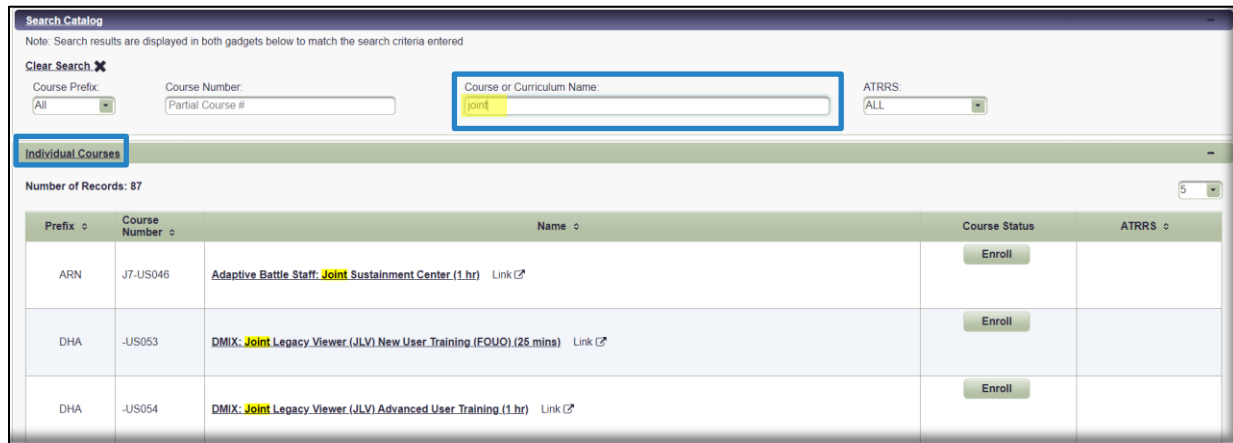 Search Catalog
Note: Search results are displayed in both gadgets below to match the search criteria entered
Clear Search
Course Prefix: Course Number: Course or Curriculum Name: ATRRS:
All Partial Course # joint ALL
Individual Courses
Number of Records: 87
5
Prefix Course Number Name Course Status ATRRS
ARN J7-US046 Adaptive Battle Staff: Joint Sustainment Center (1 hr) Link Enroll
DHA -US053 DMIX: Joint Legacy Viewer (JLV) New User Training (FOUO) (25 mins) Link Enroll
DHA -US054 DMIX: Joint Legacy Viewer (JLV) Advanced User Training (1 hr) Link Enroll